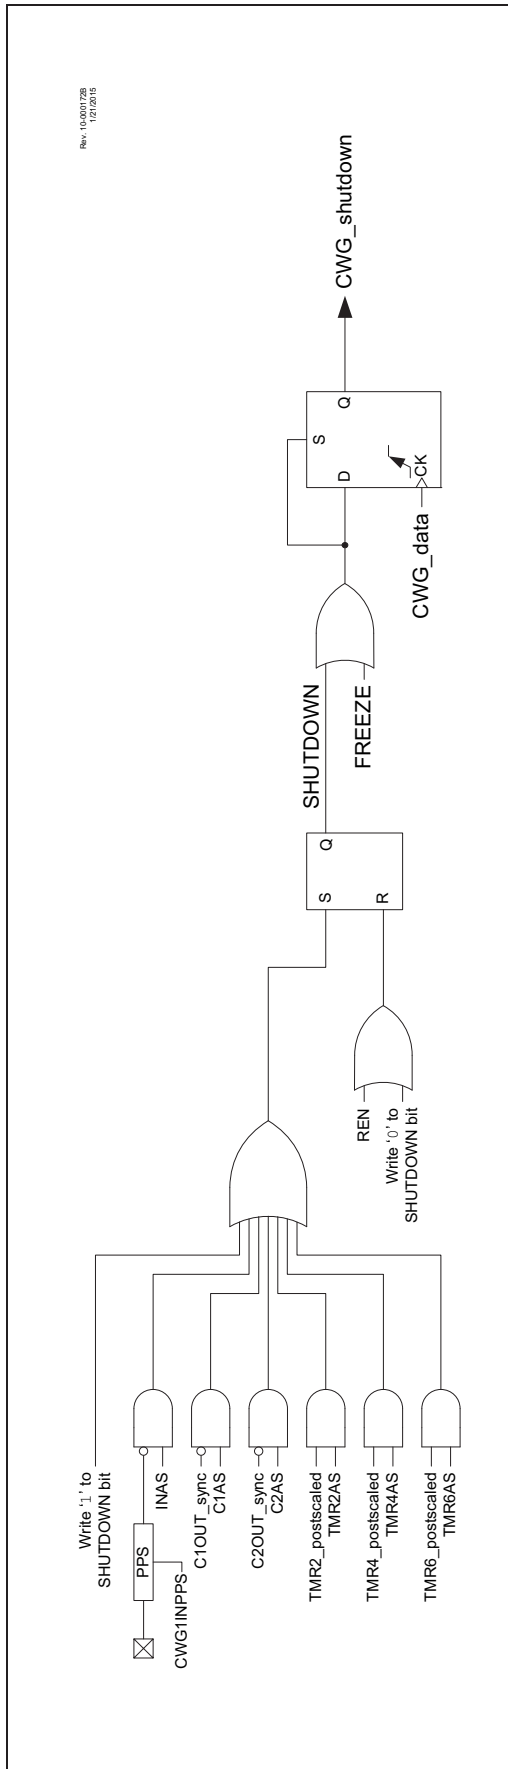 Rev. 10-000172B
1/21/2015
Write '1' to
SHUTDOWN bit
PPS
INAS
CWG1INPPS
C1OUT_sync
C1AS
C2OUT_sync
C2AS
TMR2_postscaled
TMR2AS
TMR4_postscaled
TMR4AS
TMR6_postscaled
TMR6AS
REN
Write '0' to
SHUTDOWN bit
S
R
Q
SHUTDOWN
FREEZE
D
S
Q
CK
CWG_data
CWG_shutdown